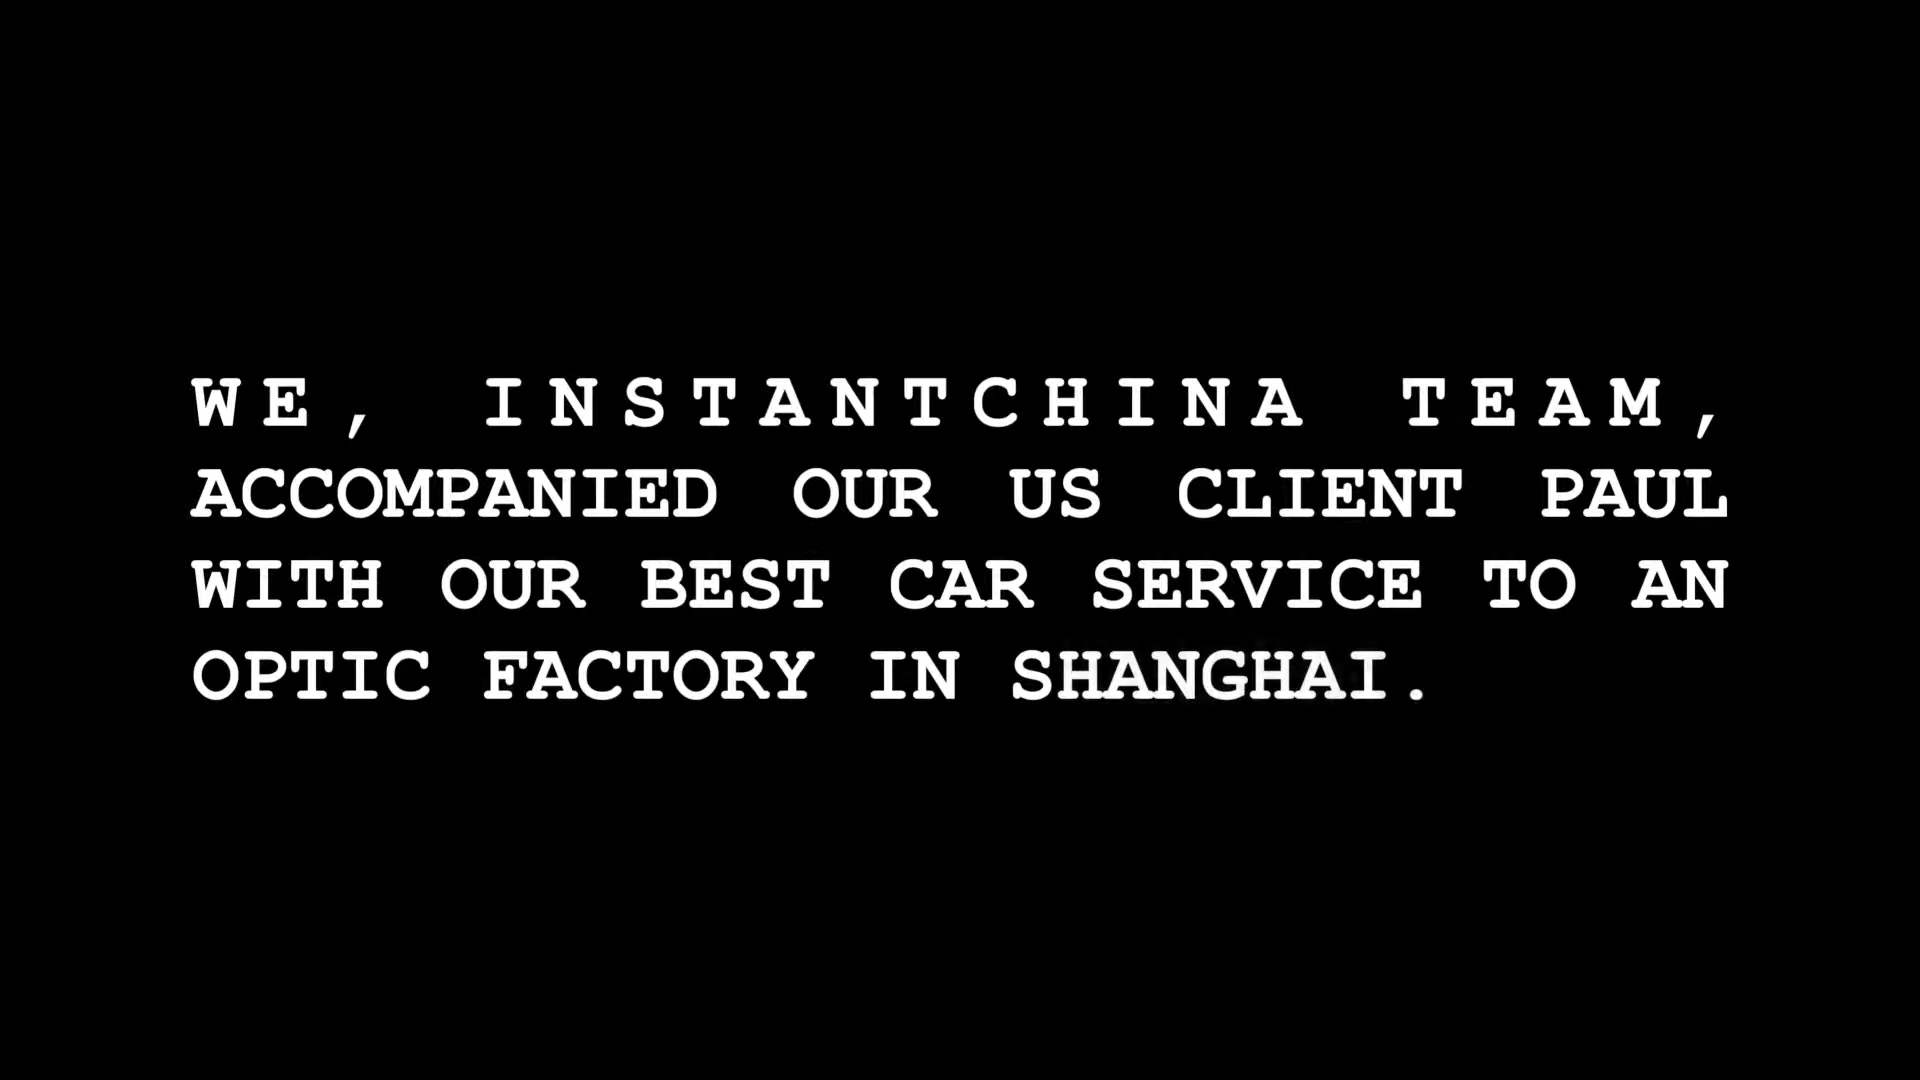 WE, INSTANTCHINA TEAM,
ACCOMPANIED OUR US CLIENT PAUL
WITH OUR BEST CAR SERVICE TO AN
OPTIC FACTORY IN SHANGHAI.